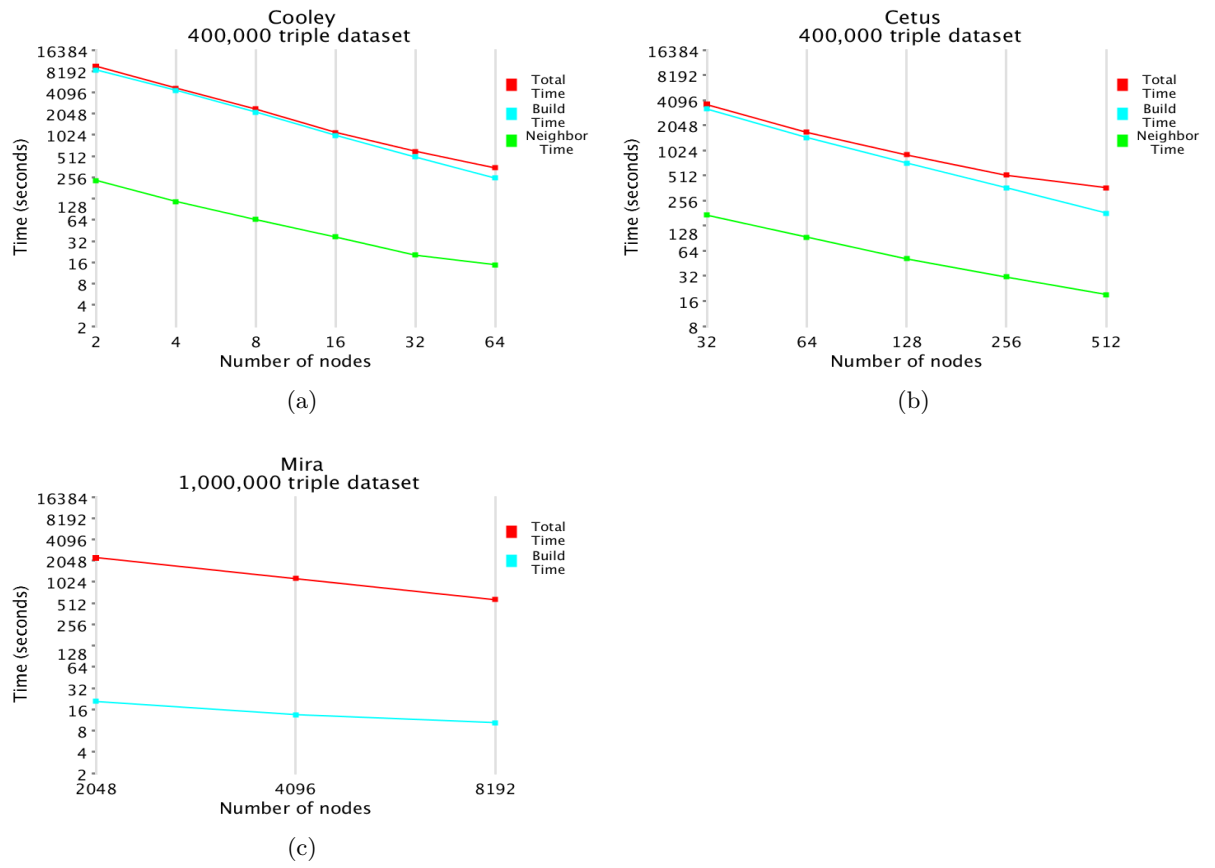 Cooley
400,000 triple dataset
16384
8192
4096
2048
1024
512
256
128
64
32
16
8
4
2
Time (seconds)
2 4 8 16 32 64
Number of nodes
Total
Time
Build
Time
Neighbor
Time
(a)
Cetus
400,000 triple dataset
16384
8192
4096
2048
1024
512
256
128
64
32
16
8
Time (seconds)
32 64 128 256 512
Number of nodes
Total
Time
Build
Time
Neighbor
Time
(b)
Mira
1,000,000 triple dataset
16384
8192
4096
2048
1024
512
256
128
64
32
16
8
4
2
Time (seconds)
2048 4096 8192
Number of nodes
Total
Time
Build
Time
(c)